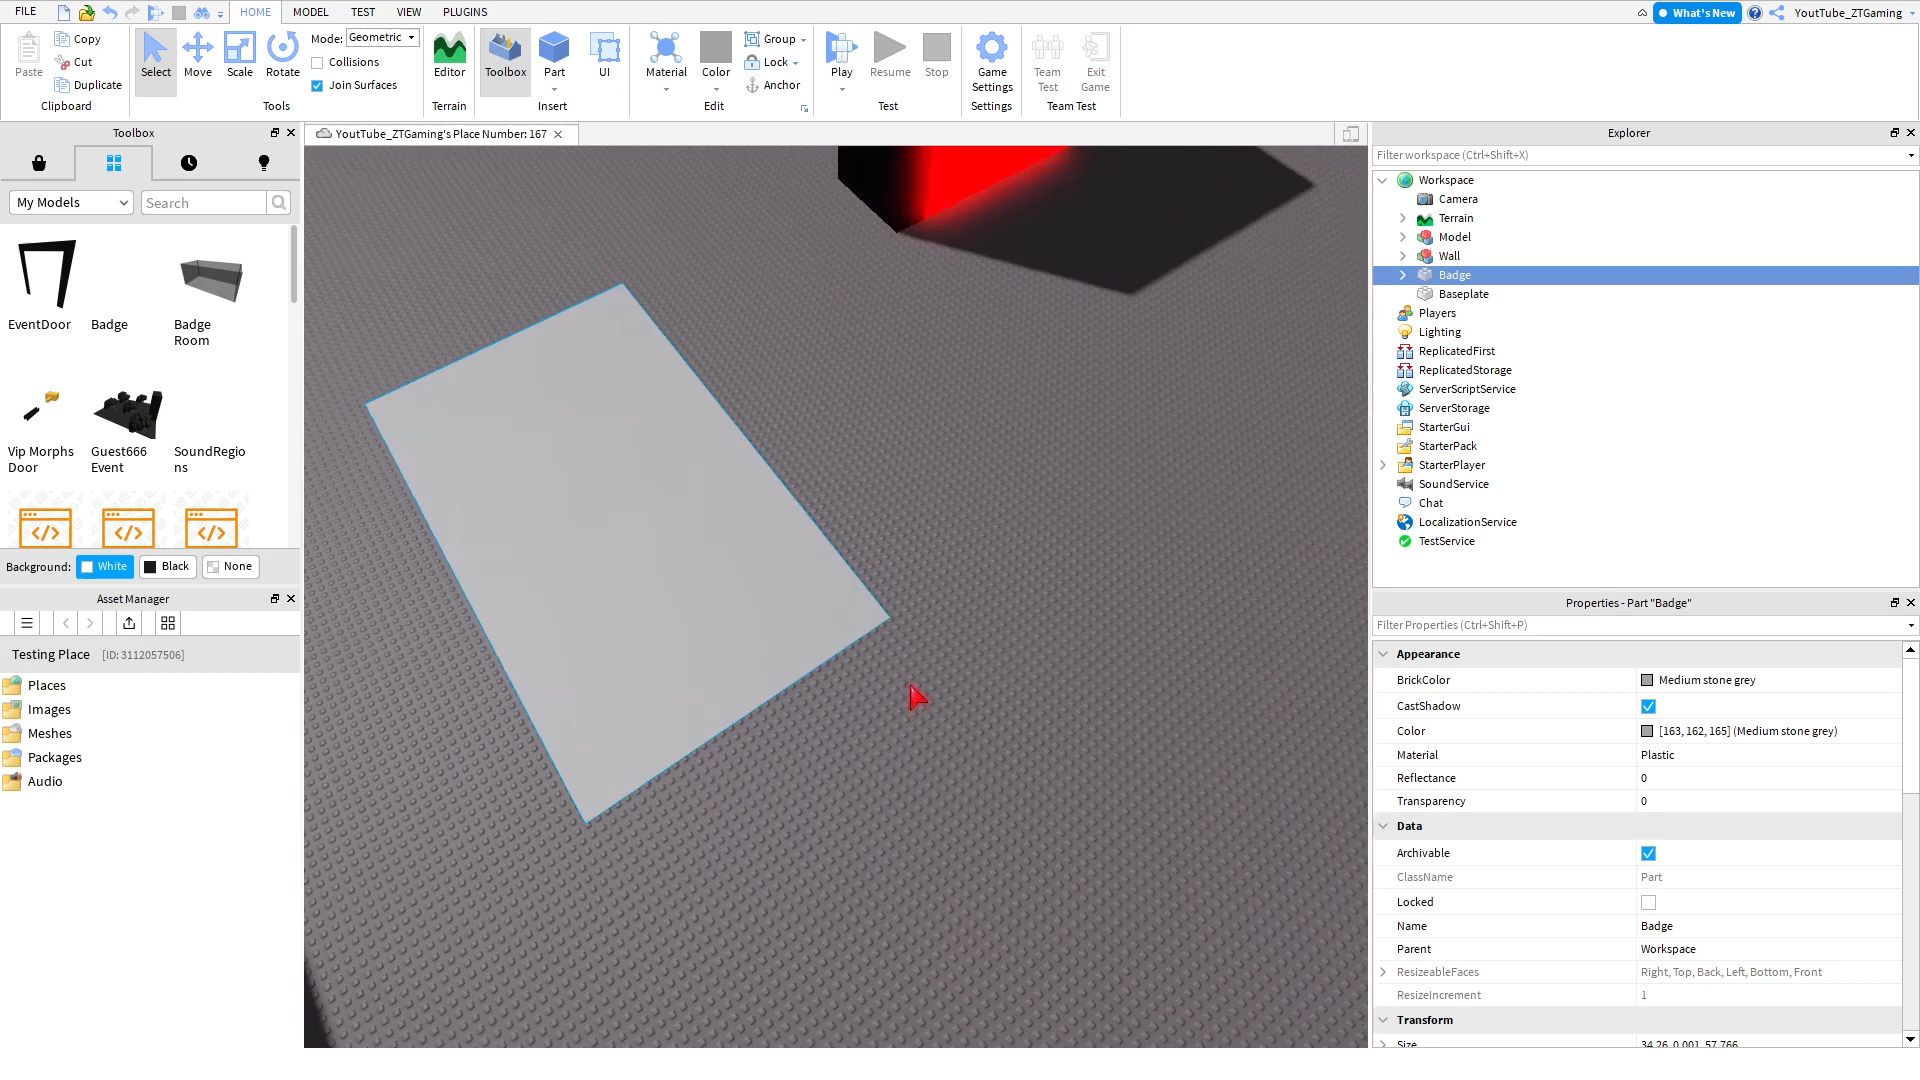 FILE HOME MODEL TEST VIEW PLUGINS What's New YoutTube_ZTGaming
Paste Copy Cut Duplicate Clipboard
Select Move Scale Rotate Mode: Geometric Collisions Join Surfaces Tools
Editor Terrain
Toolbox Part UI Insert
Material Color Group Lock Anchor Edit
Play Resume Stop Test
Game Settings Settings
Team Test Exit Game Team Test
Toolbox
My Models Search
EventDoor Badge Badge Room
Vip Morphs Door Guest666 Event SoundRegions
Background: White Black None
Asset Manager
Testing Place [ID: 3112057506]
Places
Images
Meshes
Packages
Audio
YoutTube_ZTGaming's Place Number: 167
Explorer
Filter workspace (Ctrl+Shift+X)
Workspace
Camera
Terrain
Model
Wall
Badge
Baseplate
Players
Lighting
ReplicatedFirst
ReplicatedStorage
ServerScriptService
ServerStorage
StarterGui
StarterPack
StarterPlayer
SoundService
Chat
LocalizationService
TestService
Properties - Part "Badge"
Filter Properties (Ctrl+Shift+P)
Appearance
BrickColor Medium stone grey
CastShadow
Color [163, 162, 165] (Medium stone grey)
Material Plastic
Reflectance 0
Transparency 0
Data
Archivable
ClassName Part
Locked
Name Badge
Parent Workspace
ResizeableFaces Right, Top, Back, Left, Bottom, Front
ResizeIncrement 1
Transform
Size 34.26, 0.001, 57.766